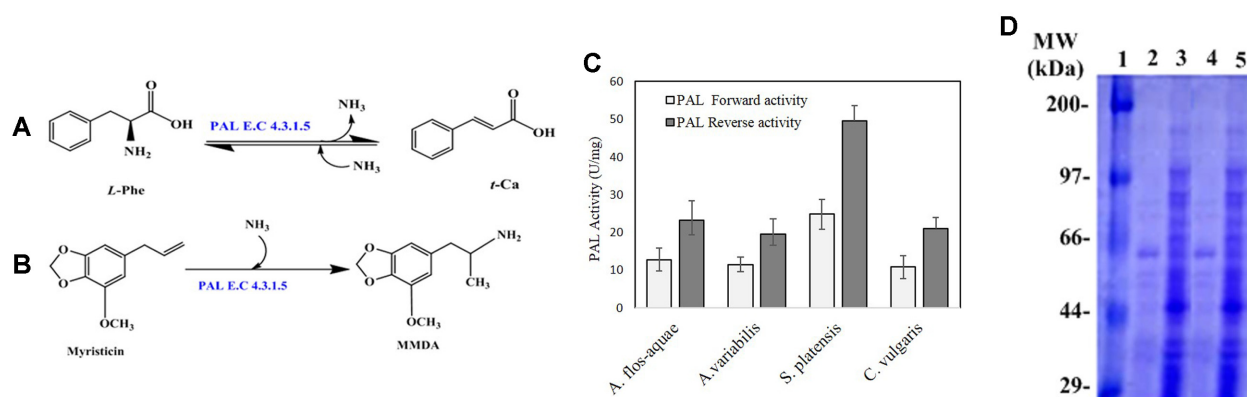 A
PAL E.C 4.3.1.5
NH₃
NH₃
O
OH
NH₂
L-Phe
O
OH
t-Ca
B
O
O
OCH₃
Myristicin
NH₃
PAL E.C 4.3.1.5
O
O
OCH₃
NH₂
CH₃
MMDA
C
PAL Activity (U/mg)
60
50
40
30
20
10
0
PAL Forward activity
PAL Reverse activity
A. flos-aquae
A.variabilis
S. platensis
C. vulgaris
D
MW
(kDa)
1 2 3 4 5
200-
97-
66-
44-
29-